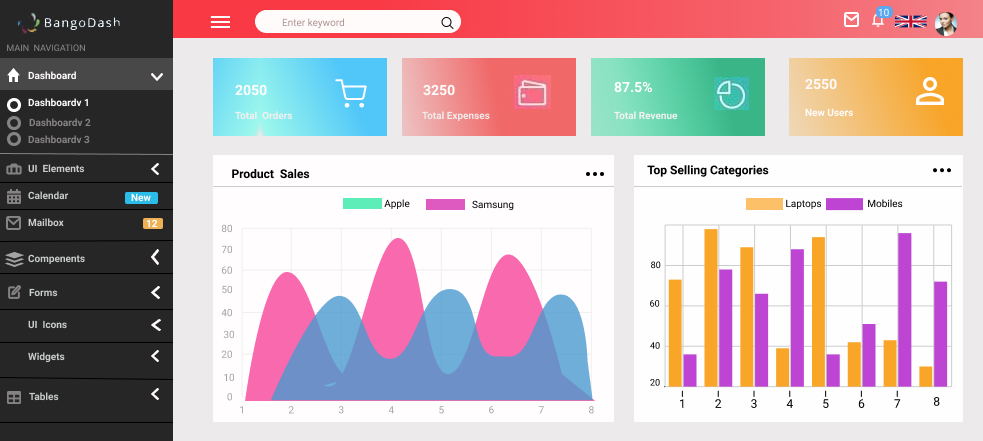 BangoDash
MAIN NAVIGATION
Dashboard
Dashboardv 1
Dashboardv 2
Dashboardv 3
UI Elements
Calendar New
Mailbox 12
Compenents
Forms
UI Icons
Widgets
Tables
Enter keyword
10
2050
Total Orders
3250
Total Expenses
87.5%
Total Revenue
2550
New Users
Product Sales
Apple Samsung
80
70
60
50
40
30
20
10
0
1 2 3 4 5 6 7 8
Top Selling Categories
Laptops Mobiles
80
60
40
20
1 2 3 4 5 6 7 8